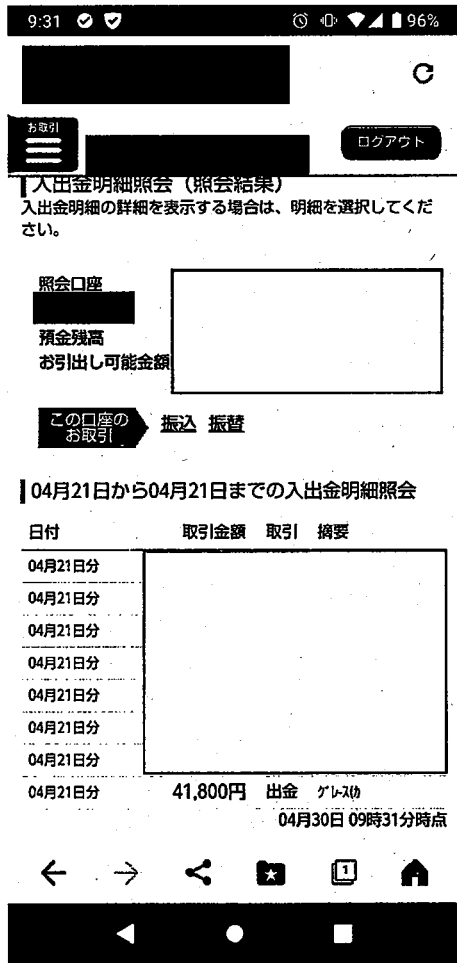 9:31 96%
お取引
ログアウト
入出金明細照会（照会結果）
入出金明細の詳細を表示する場合は、明細を選択してくだ
さい。
照会口座
預金残高
お引出し可能金額
この口座の
お取引
振込 振替
04月21日から04月21日までの入出金明細照会
日付 取引金額 取引 摘要
04月21日分
04月21日分
04月21日分
04月21日分
04月21日分
04月21日分
04月21日分
04月21日分 41,800円 出金 ｸﾞﾚｰｽ(ｶ
04月30日 09時31分時点
1